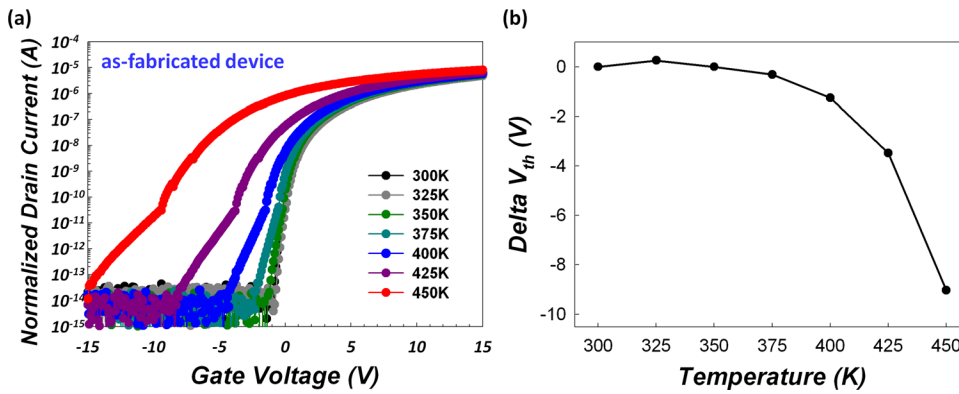 (a)
as-fabricated device
Normalized Drain Current (A)
10⁻⁴
10⁻⁵
10⁻⁶
10⁻⁷
10⁻⁸
10⁻⁹
10⁻¹⁰
10⁻¹¹
10⁻¹²
10⁻¹³
10⁻¹⁴
10⁻¹⁵
300K
325K
350K
375K
400K
425K
450K
-15 -10 -5 0 5 10 15
Gate Voltage (V)
(b)
Delta V_th (V)
0
-2
-4
-6
-8
-10
300 325 350 375 400 425 450
Temperature (K)